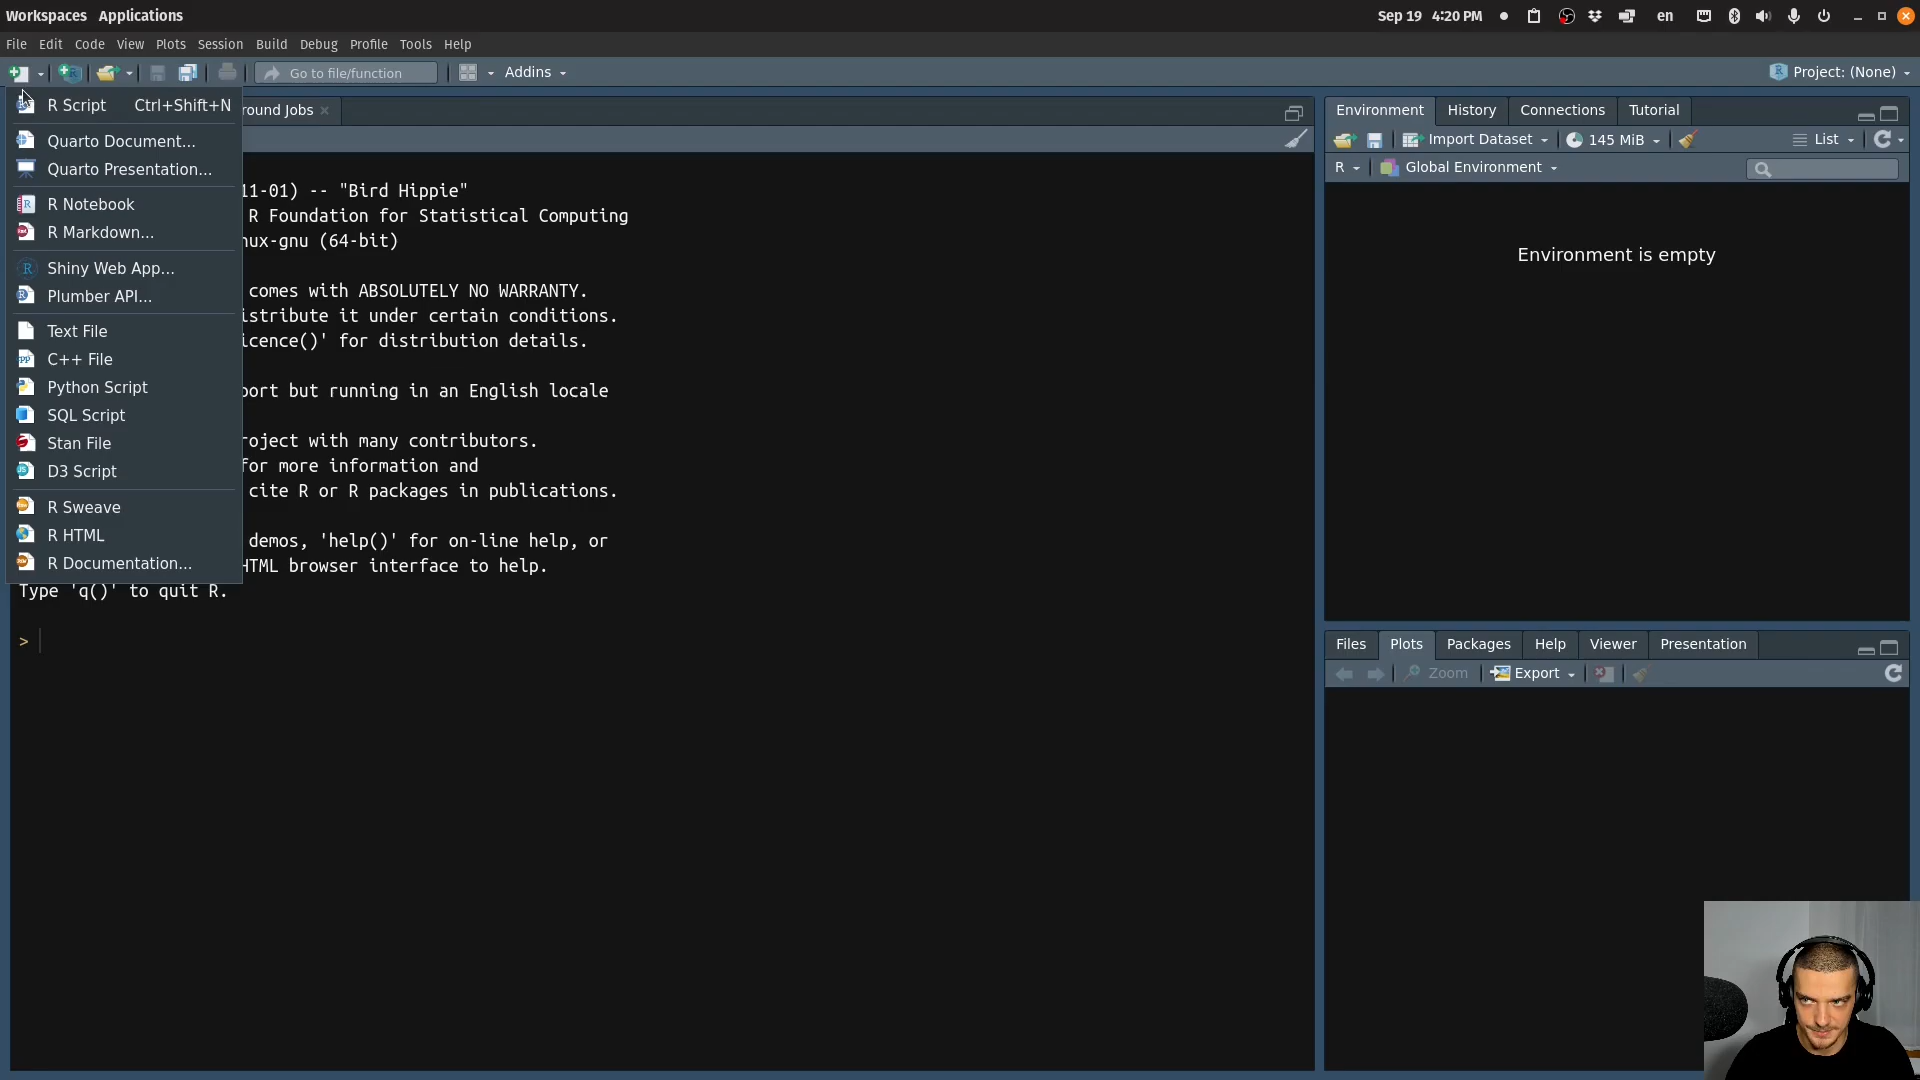 Workspaces Applications
Sep 19 4:20 PM
en
File Edit Code View Plots Session Build Debug Profile Tools Help
Go to file/function
Addins
Project: (None)
R Script Ctrl+Shift+N
Quarto Document...
Quarto Presentation...
R Notebook
R Markdown...
Shiny Web App...
Plumber API...
Text File
C++ File
Python Script
SQL Script
Stan File
D3 Script
R Sweave
R HTML
R Documentation...
round Jobs
11-01) -- "Bird Hippie"
R Foundation for Statistical Computing
nux-gnu (64-bit)
comes with ABSOLUTELY NO WARRANTY.
istribute it under certain conditions.
icence()' for distribution details.
port but running in an English locale
roject with many contributors.
for more information and
cite R or R packages in publications.
demos, 'help()' for on-line help, or
HTML browser interface to help.
Type 'q()' to quit R.
>
Environment History Connections Tutorial
Import Dataset 145 MiB List
R Global Environment
Environment is empty
Files Plots Packages Help Viewer Presentation
Zoom Export